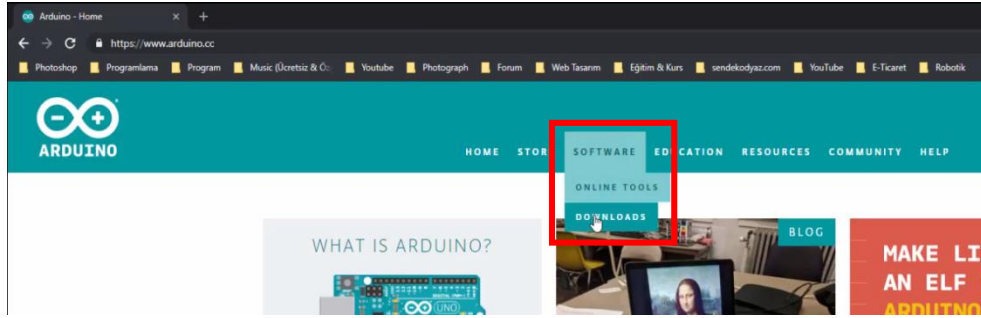 Arduino - Home
https://www.arduino.cc
Photoshop Programlama Program Music (Ücretsiz & Ö Youtube Photograph Forum Web Tasarım Eğitim & Kurs sendekodyaz.com YouTube E-Ticaret Robotik
ARDUINO
HOME STOR SOFTWARE EDUCATION RESOURCES COMMUNITY HELP
ONLINE TOOLS
DOWNLOADS
WHAT IS ARDUINO?
UNO
BLOG
MAKE LI
AN ELF
ARDUINO